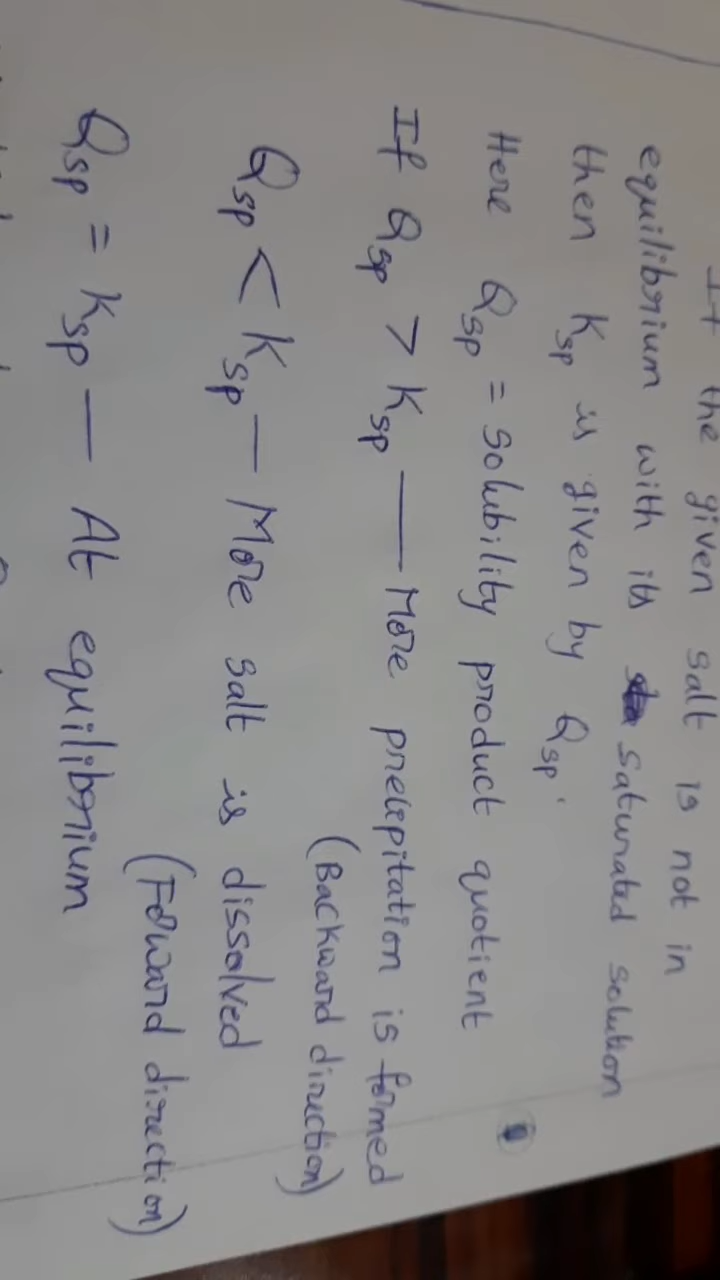 If the given salt is not in
equilibrium with its saturated solution
then Ksp is given by Qsp.
Here Qsp = Solubility product quotient
If Qsp > Ksp — More precipitation is formed
(Backward direction)
Qsp < Ksp — More salt is dissolved
(Forward direction)
Qsp = Ksp — At equilibrium